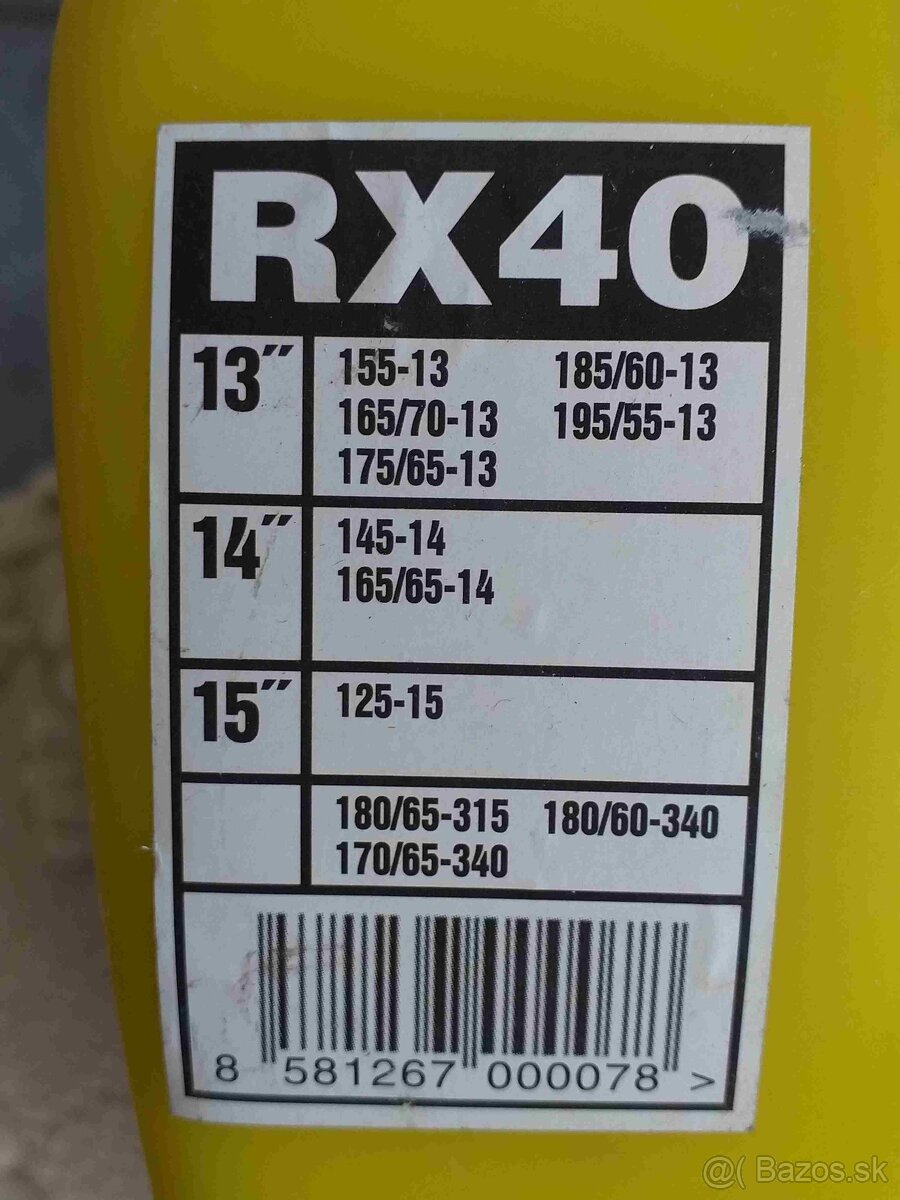 RX40
13″ 155-13 185/60-13
165/70-13 195/55-13
175/65-13
14″ 145-14
165/65-14
15″ 125-15
180/65-315 180/60-340
170/65-340
8 581267 000078 >
@( Bazos.sk